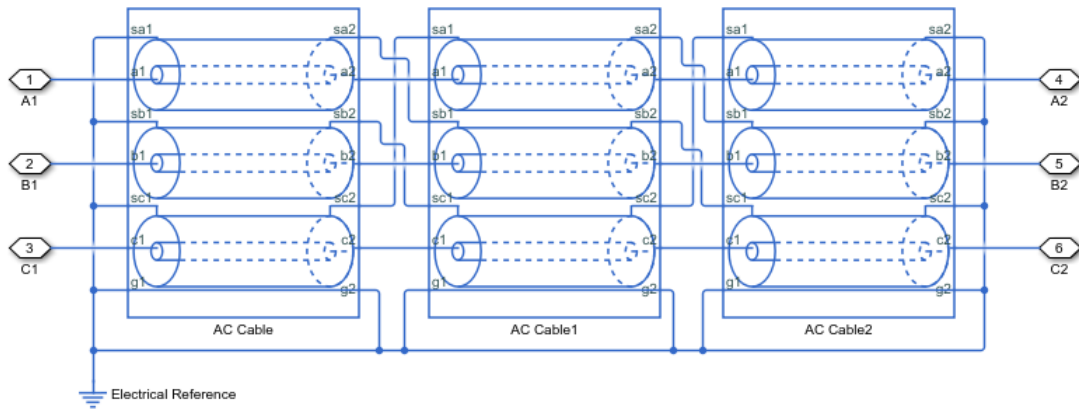 sa1 sa2 sa1 sa2 sa1 sa2
1 a1 a2 a1 a2 a1 a2 4
A1 A2
sb1 sb2 sb1 sb2 sb1 sb2
2 b1 b2 b1 b2 b1 b2 5
B1 B2
sc1 sc2 sc1 sc2 sc1 sc2
3 c1 c2 c1 c2 c1 c2 6
C1 C2
g1 g2 g1 g2 g1 g2
AC Cable AC Cable1 AC Cable2
Electrical Reference